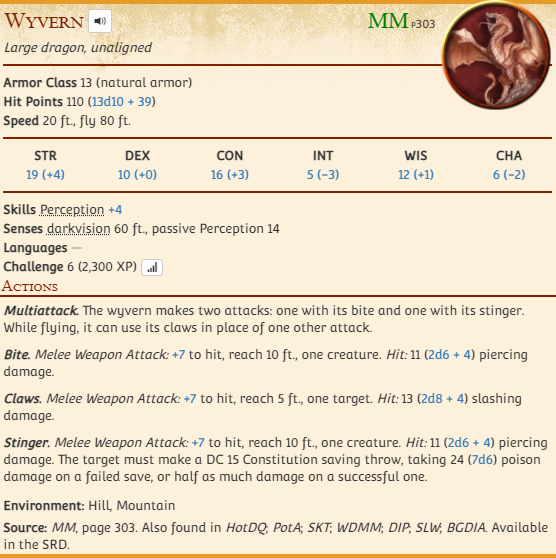 Wyvern
MM P303
Large dragon, unaligned
Armor Class 13 (natural armor)
Hit Points 110 (13d10 + 39)
Speed 20 ft., fly 80 ft.
STR DEX CON INT WIS CHA
19 (+4) 10 (+0) 16 (+3) 5 (−3) 12 (+1) 6 (−2)
Skills Perception +4
Senses darkvision 60 ft., passive Perception 14
Languages —
Challenge 6 (2,300 XP)
Actions
Multiattack. The wyvern makes two attacks: one with its bite and one with its stinger.
While flying, it can use its claws in place of one other attack.
Bite. Melee Weapon Attack: +7 to hit, reach 10 ft., one creature. Hit: 11 (2d6 + 4) piercing
damage.
Claws. Melee Weapon Attack: +7 to hit, reach 5 ft., one target. Hit: 13 (2d8 + 4) slashing
damage.
Stinger. Melee Weapon Attack: +7 to hit, reach 10 ft., one creature. Hit: 11 (2d6 + 4) piercing
damage. The target must make a DC 15 Constitution saving throw, taking 24 (7d6) poison
damage on a failed save, or half as much damage on a successful one.
Environment: Hill, Mountain
Source: MM, page 303. Also found in HotDQ; PotA; SKT; WDMM; DIP; SLW; BGDIA. Available
in the SRD.